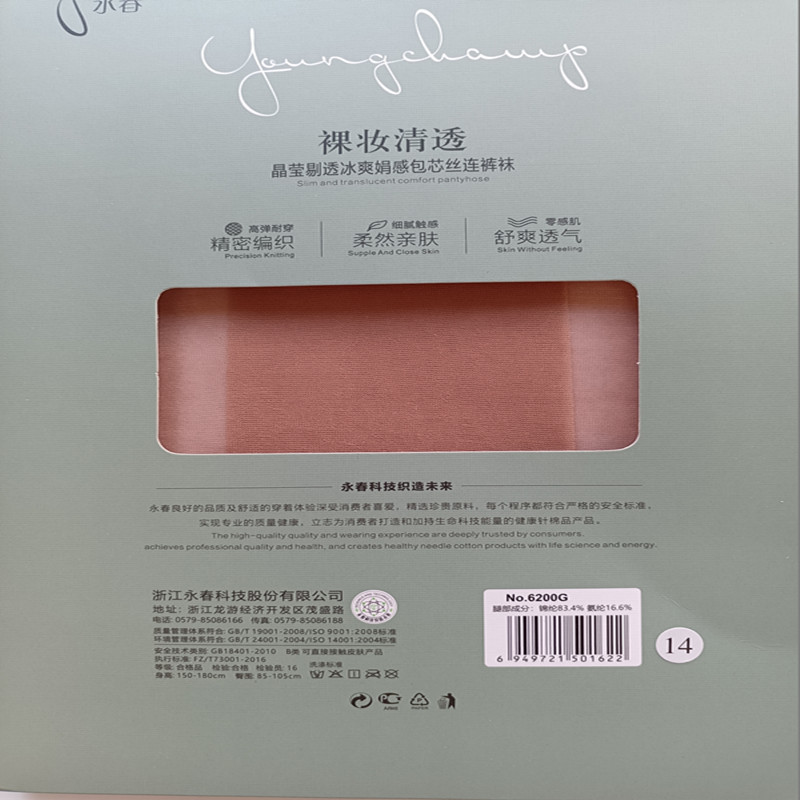 永春
Youngchamp
裸妆清透
晶莹剔透冰爽娟感包芯丝连裤袜
Slim and translucent comfort pantyhose
高弹耐穿
精密编织
Precision Knitting
细腻触感
柔然亲肤
Supple And Close Skin
零感肌
舒爽透气
Skin Without Feeling
永春科技织造未来
永春良好的品质及舒适的穿着体验深受消费者喜爱，精选珍贵原料，每个程序都符合严格的安全标准，
实现专业的质量健康，立志为消费者打造和加持生命科技能量的健康针棉品产品。
The high-quality quality and wearing experience are deeply trusted by consumers,
achieves professional quality and health, and creates healthy needle cotton products with life science and energy.
浙江永春科技股份有限公司
地址：浙江龙游经济开发区茂盛路
电话：0579-85086166 传真：0579-85086188
质量管理体系符合：GB/T 19001-2008/ISO 9001:2008标准
环境管理体系符合：GB/T 24001-2004/ISO 14001:2004标准
安全技术类别：GB18401-2010 B类 可直接接触皮肤产品
执行标准：FZ/T73001-2016
等级：合格品 检验合格 检验员：16
身高：150-180cm 臀围：85-105cm
洗涤标准
No.6200G
腿部成分：锦纶83.4% 氨纶16.6%
6 949721 501622
14